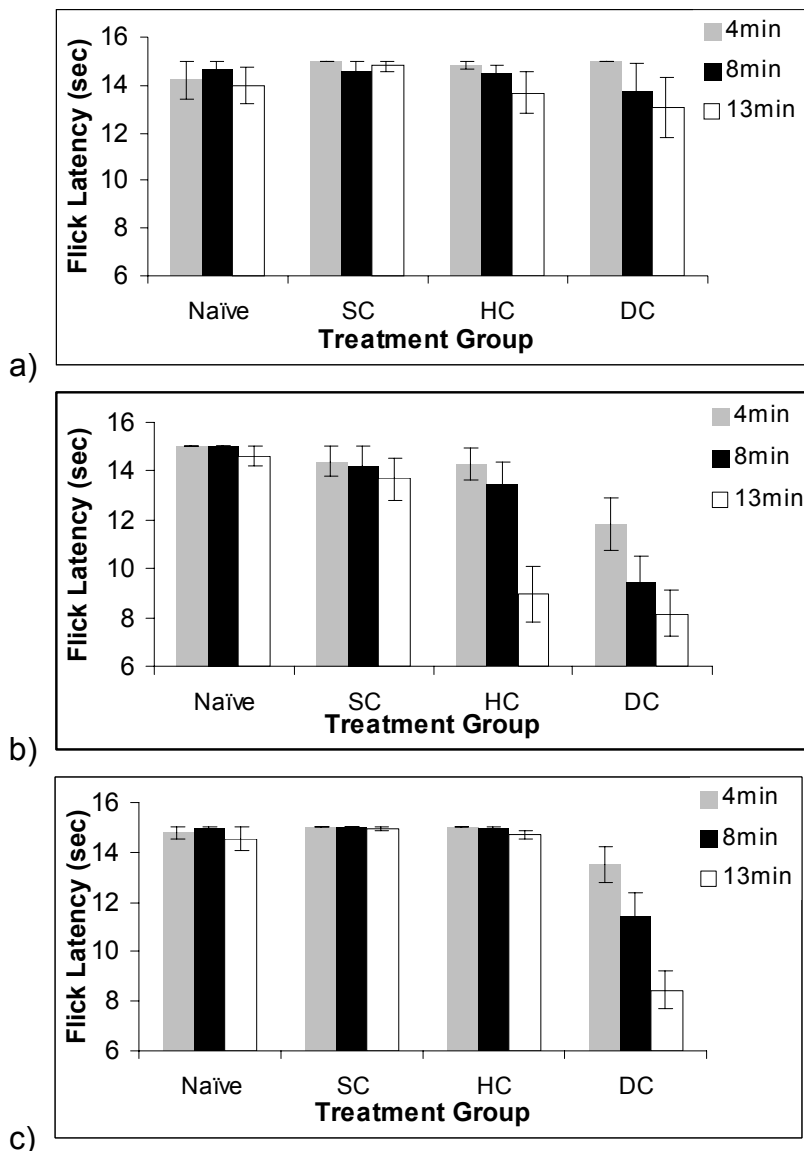 16
14
12
10
8
6
Flick Latency (sec)
4min
8min
13min
Naïve SC HC DC
Treatment Group
a)
16
14
12
10
8
6
Flick Latency (sec)
4min
8min
13min
Naïve SC HC DC
Treatment Group
b)
16
14
12
10
8
6
Flick Latency (sec)
4min
8min
13min
Naïve SC HC DC
Treatment Group
c)